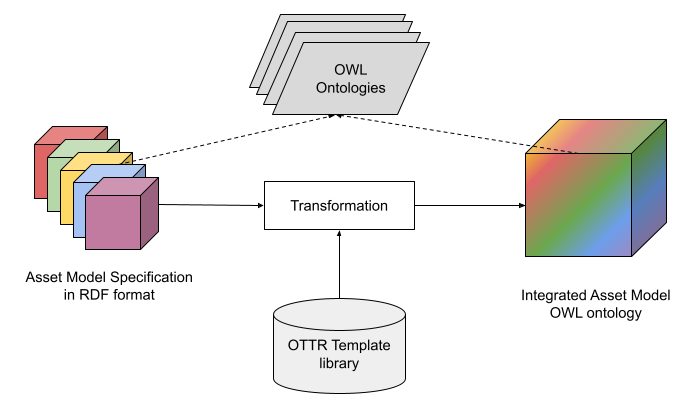 OWL
Ontologies
Transformation
Asset Model Specification
in RDF format
Integrated Asset Model
OWL ontology
OTTR Template
library